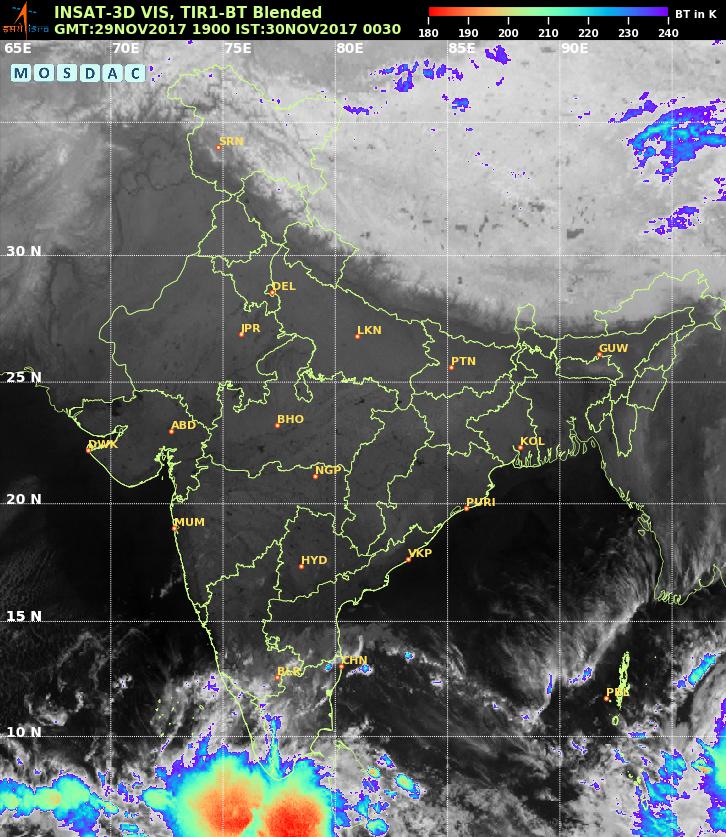 INSAT-3D VIS, TIR1-BT Blended
GMT:29NOV2017 1900 IST:30NOV2017 0030
BT in K
180 190 200 210 220 230 240
65E 70E 75E 80E 85E 90E
MOSDAC
SRN
30 N
DEL
JPR LKN
GUW
PTN
25 N
ABD BHO
DWK KOL
NGP
20 N PURI
MUM
VKP
HYD
15 N
CHN
BLR
PBL
10 N